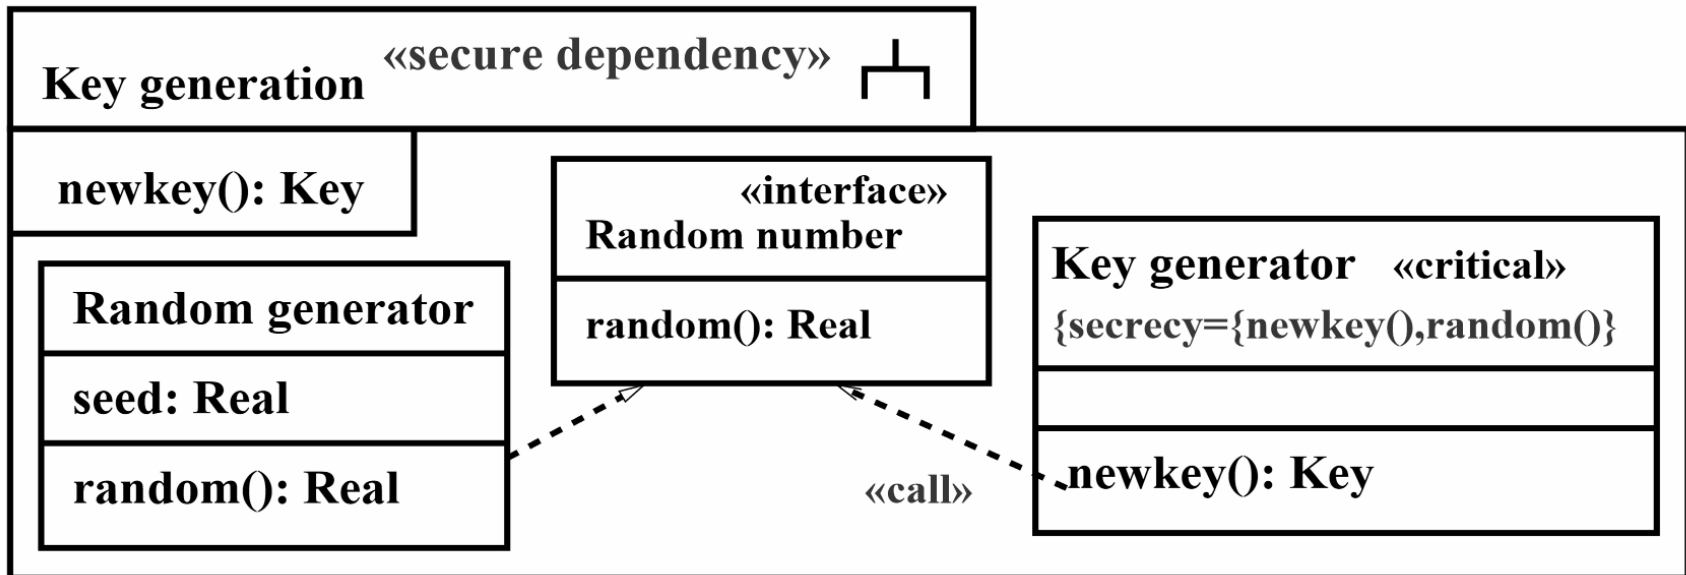 «secure dependency»
Key generation
newkey(): Key
«interface»
Random number
random(): Real
Random generator
seed: Real
random(): Real
Key generator «critical»
{secrecy={newkey(),random()}
newkey(): Key
«call»